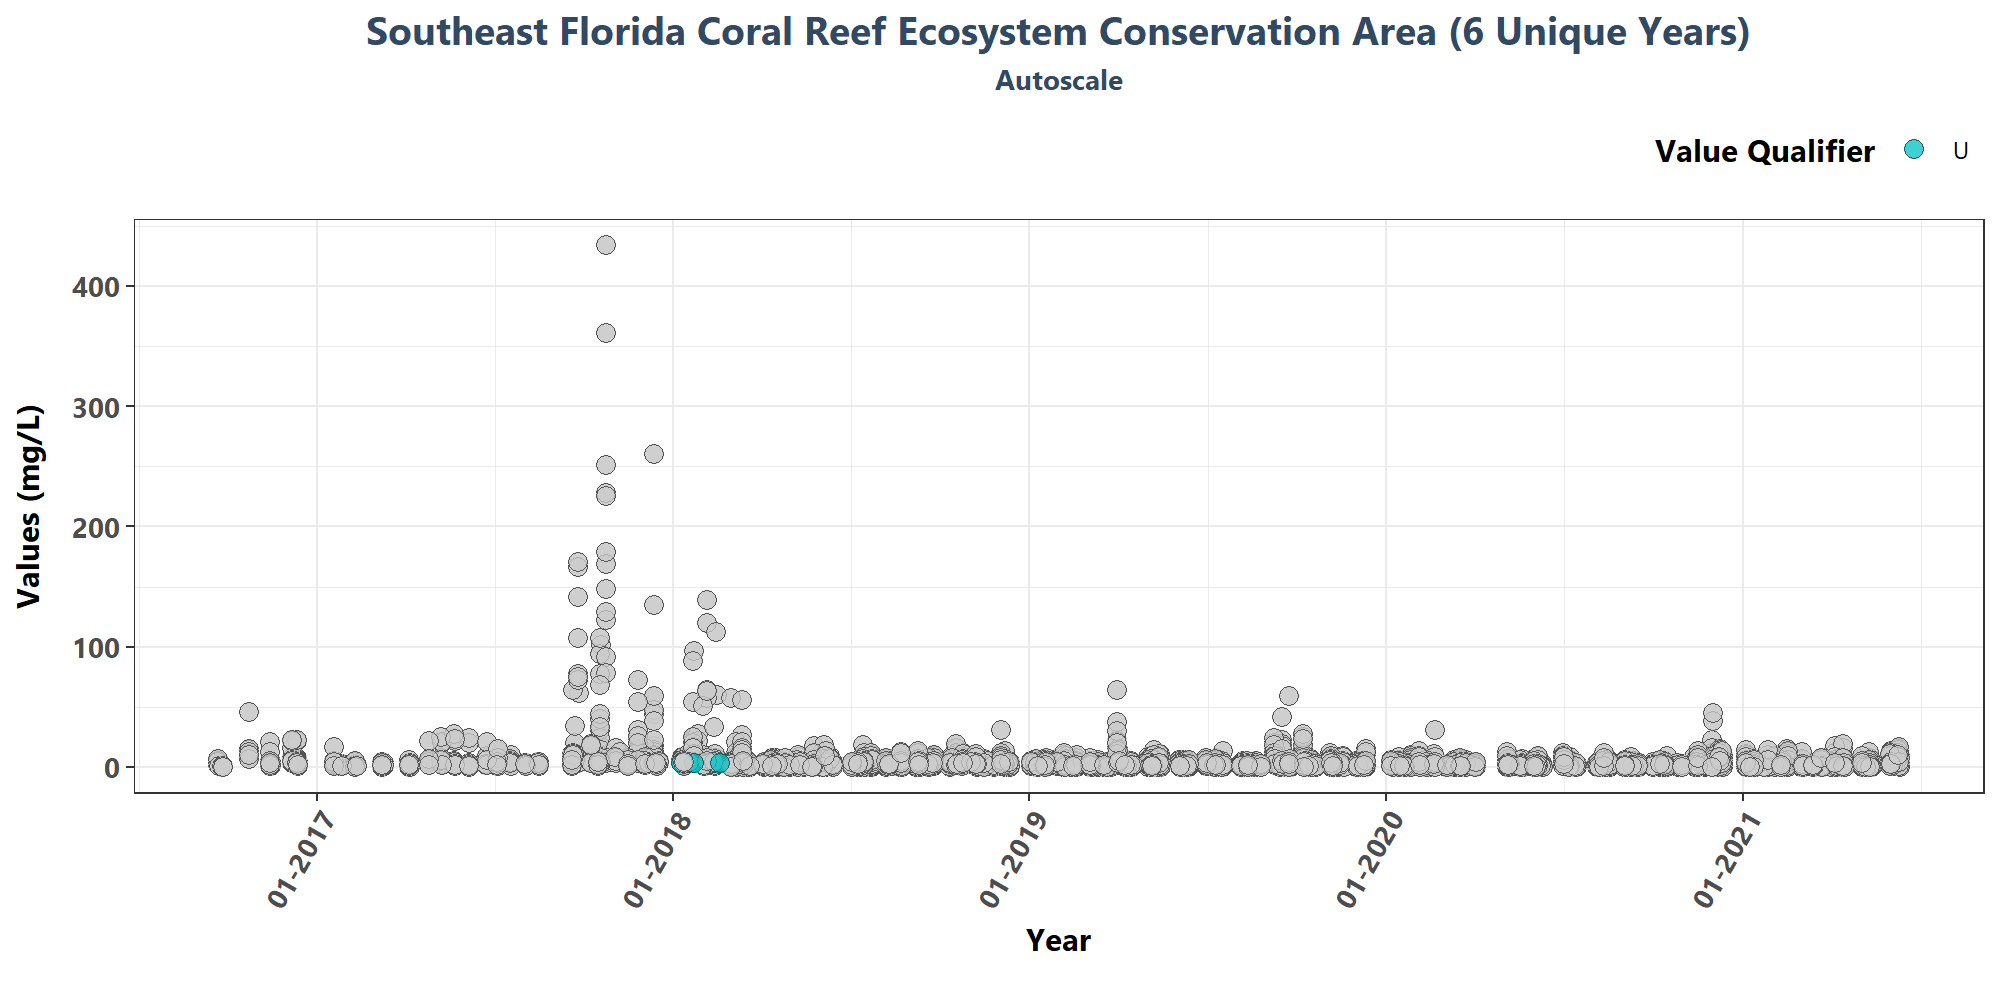 Southeast Florida Coral Reef Ecosystem Conservation Area (6 Unique Years)
Autoscale
Value Qualifier U
Values (mg/L)
400
300
200
100
0
01-2017 01-2018 01-2019 01-2020 01-2021
Year